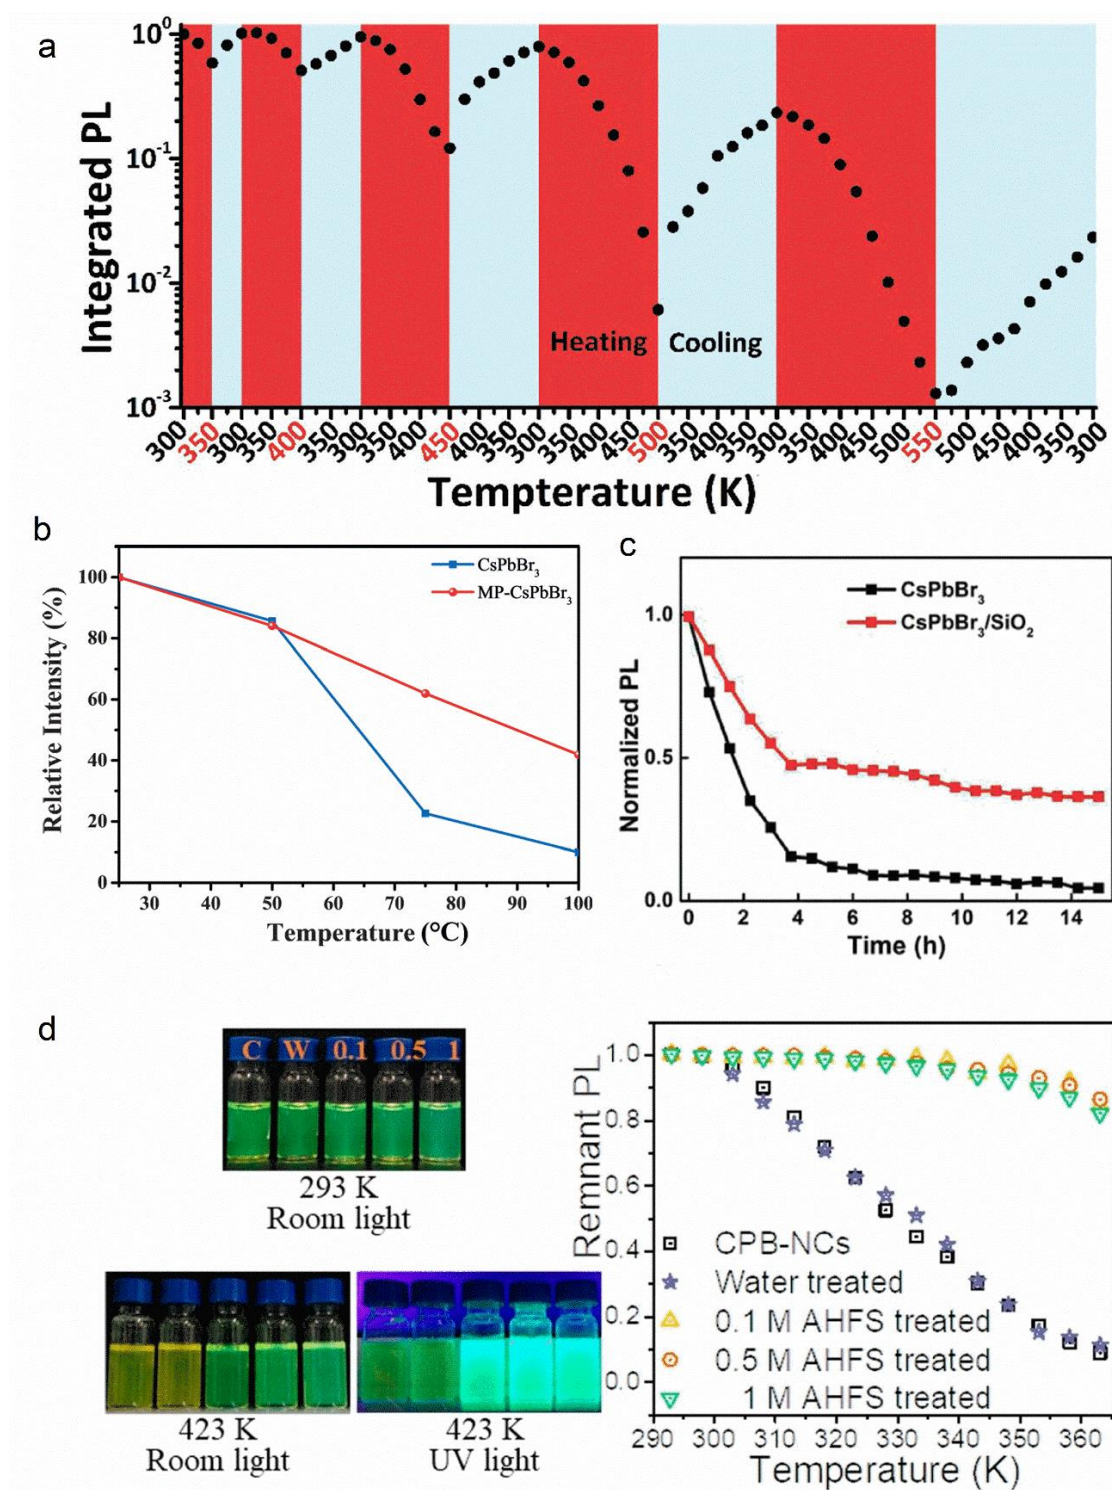 a
Integrated PL
10⁰
10⁻¹
10⁻²
10⁻³
Heating Cooling
300 350 300 350 400 350 300 350 400 450 400 350 300 350 400 450 500 350 400 350 300 350 400 450 500 550 500 450 400 350 300
Tempterature (K)
b
Relative Intensity (%)
100
80
60
40
20
0
CsPbBr₃
MP-CsPbBr₃
30 40 50 60 70 80 90 100
Temperature (°C)
c
Normalized PL
1.0
0.5
0.0
CsPbBr₃
CsPbBr₃/SiO₂
0 2 4 6 8 10 12 14
Time (h)
d
C W 0.1 0.5 1
293 K
Room light
423 K
Room light
423 K
UV light
Remnant PL
1.0
0.8
0.6
0.4
0.2
0.0
CPB-NCs
Water treated
0.1 M AHFS treated
0.5 M AHFS treated
1 M AHFS treated
290 300 310 320 330 340 350 360
Temperature (K)